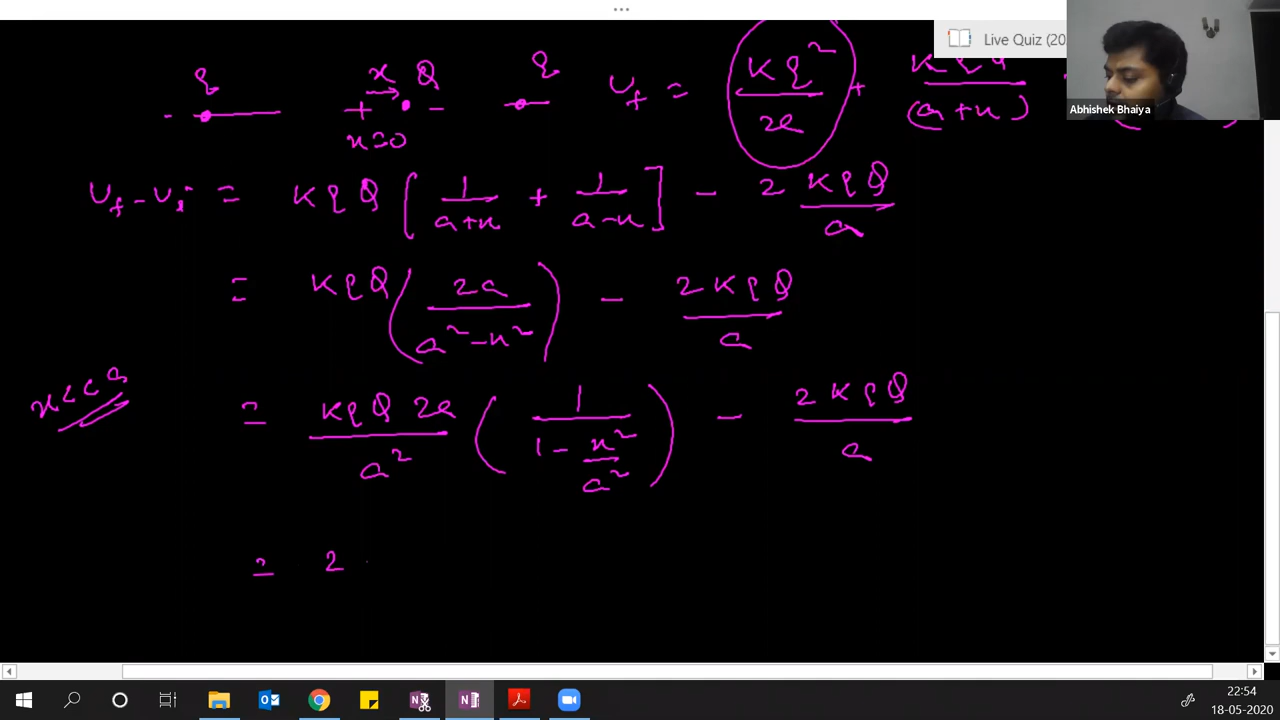 Live Quiz (20
q x Q q U_f = Kq²/2a + KqQ/(a+x)
x=0
Abhishek Bhaiya
U_f - U_i = KqQ [ 1/(a+x) + 1/(a-x) ] - 2KqQ/a
= KqQ ( 2a/(a²-x²) ) - 2KqQ/a
x<<a
= KqQ 2a/a² ( 1/(1 - x²/a²) ) - 2KqQ/a
= 2
22:54
18-05-2020